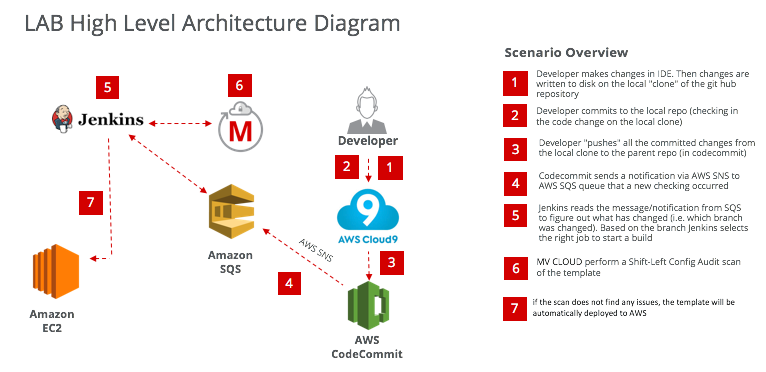 LAB High Level Architecture Diagram
Scenario Overview
1
Developer makes changes in IDE. Then changes are
written to disk on the local "clone" of the git hub
repository
2
Developer commits to the local repo (checking in
the code change on the local clone)
3
Developer "pushes" all the committed changes from
the local clone to the parent repo (in codecommit)
4
Codecommit sends a notification via AWS SNS to
AWS SQS queue that a new checking occurred
5
Jenkins reads the message/notification from SQS
to figure out what has changed (i.e. which branch
was changed). Based on the branch Jenkins selects
the right job to start a build
6
MV CLOUD perform a Shift-Left Config Audit scan
of the template
7
if the scan does not find any issues, the template will be
automatically deployed to AWS
5
6
Jenkins
M
Developer
2
1
7
9
AWS Cloud9
Amazon
SQS
AWS SNS
3
4
Amazon
EC2
AWS
CodeCommit